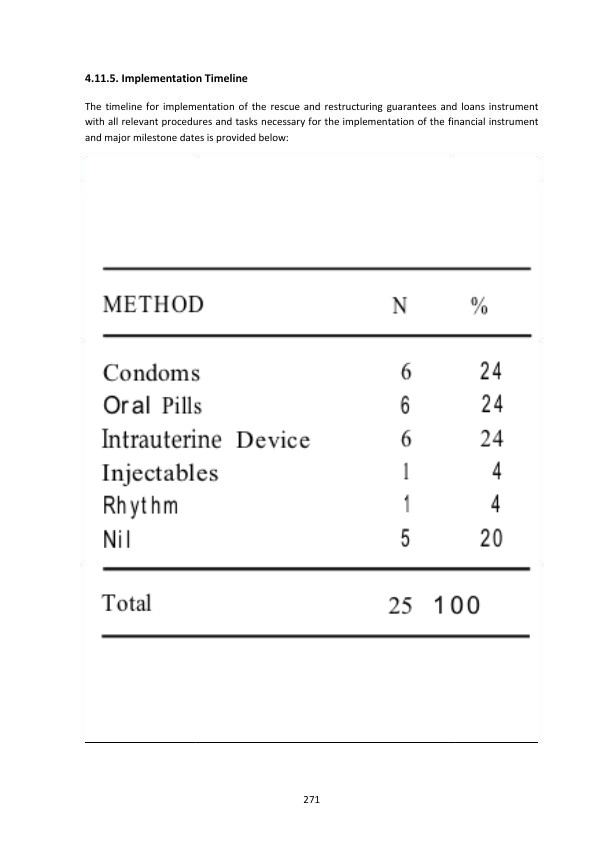 4.11.5. Implementation Timeline
The timeline for implementation of the rescue and restructuring guarantees and loans instrument
with all relevant procedures and tasks necessary for the implementation of the financial instrument
and major milestone dates is provided below:
METHOD N %
Condoms 6 24
Oral Pills 6 24
Intrauterine Device 6 24
Injectables 1 4
Rhythm 1 4
Nil 5 20
Total 25 100
271